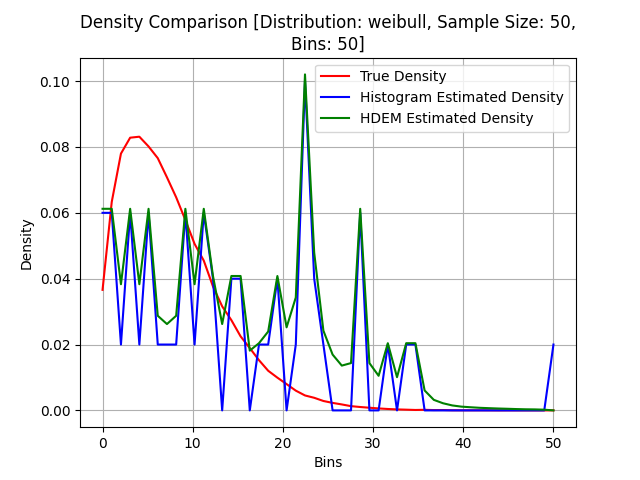 Density Comparison [Distribution: weibull, Sample Size: 50,
Bins: 50]
True Density
Histogram Estimated Density
HDEM Estimated Density
Density
0.10
0.08
0.06
0.04
0.02
0.00
0 10 20 30 40 50
Bins